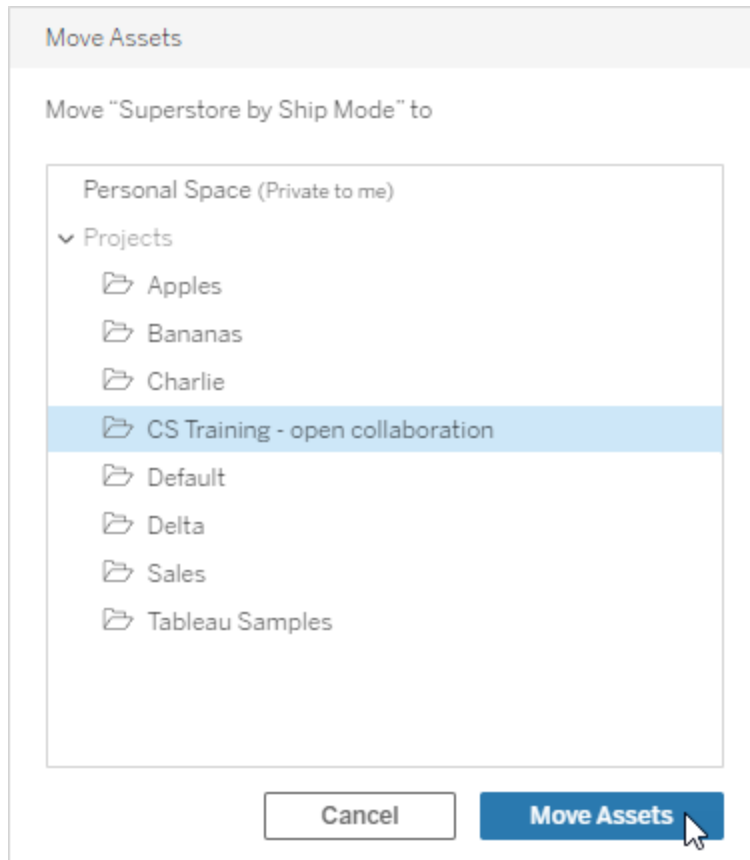 Move Assets
Move “Superstore by Ship Mode” to
Personal Space (Private to me)
Projects
Apples
Bananas
Charlie
CS Training - open collaboration
Default
Delta
Sales
Tableau Samples
Cancel
Move Assets